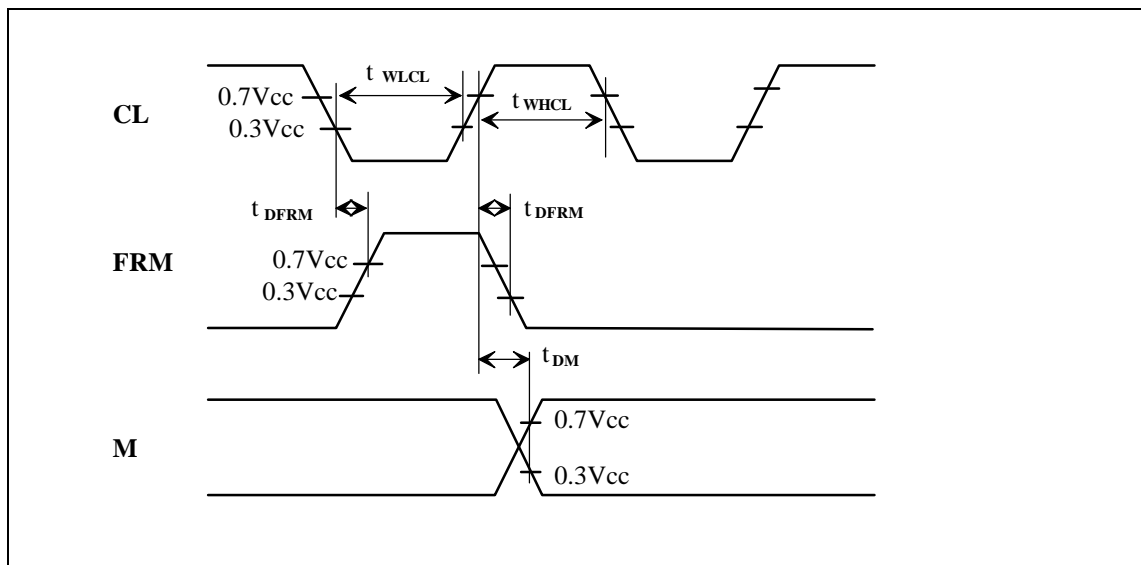 t WLCL
0.7Vcc
t WHCL
CL
0.3Vcc
t DFRM
t DFRM
FRM
0.7Vcc
0.3Vcc
t DM
M
0.7Vcc
0.3Vcc